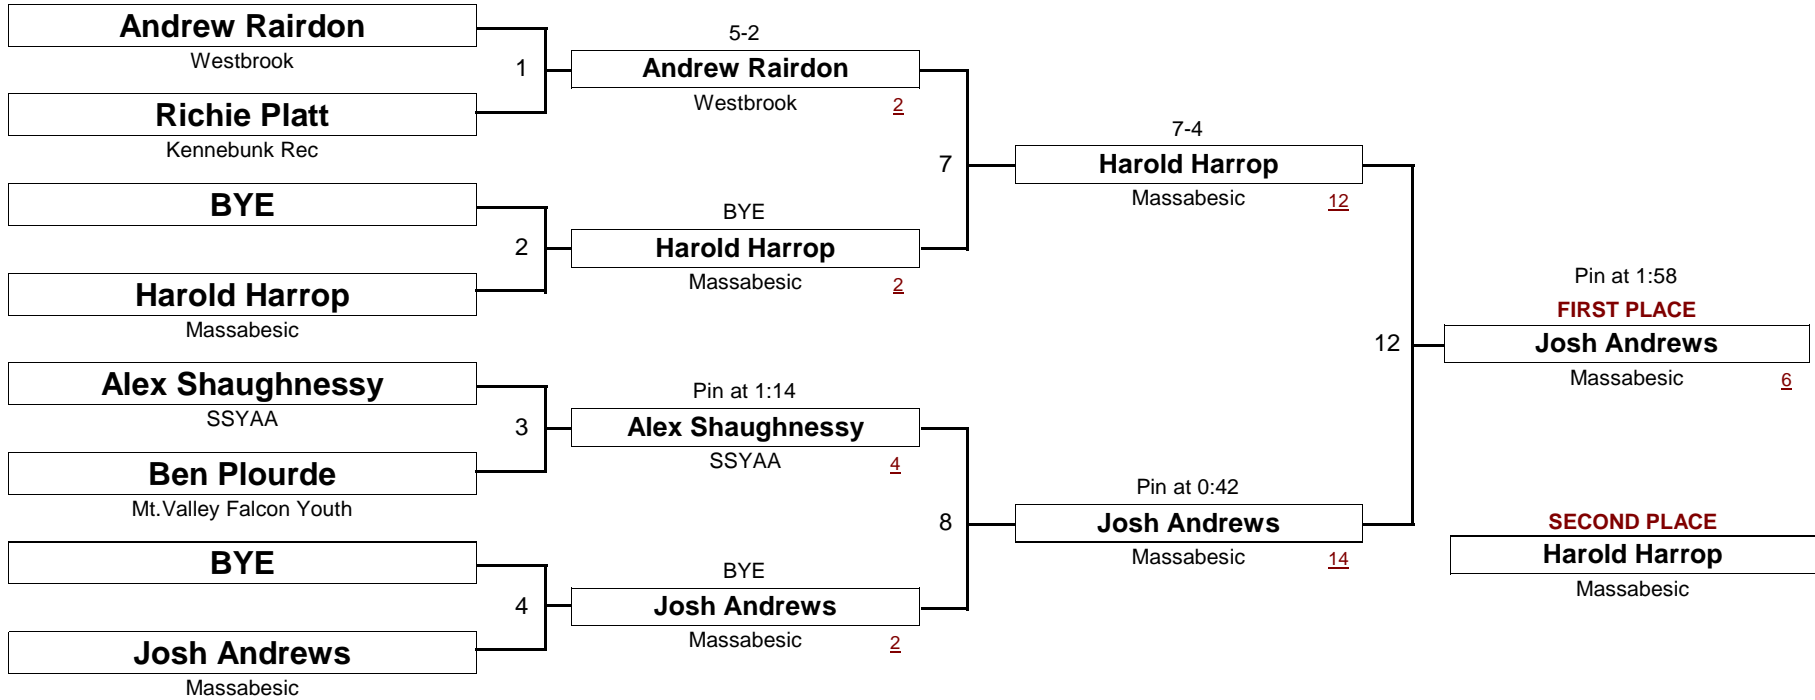 Andrew Rairdon
Westbrook
1
Richie Platt
Kennebunk Rec
BYE
2
Harold Harrop
Massabesic
Alex Shaughnessy
SSYAA
3
Ben Plourde
Mt.Valley Falcon Youth
BYE
4
Josh Andrews
Massabesic
5-2
Andrew Rairdon
Westbrook 2
7
BYE
Harold Harrop
Massabesic 2
Pin at 1:14
Alex Shaughnessy
SSYAA 4
8
BYE
Josh Andrews
Massabesic 2
7-4
Harold Harrop
Massabesic 12
12
Pin at 0:42
Josh Andrews
Massabesic 14
Pin at 1:58
FIRST PLACE
Josh Andrews
Massabesic 6
SECOND PLACE
Harold Harrop
Massabesic